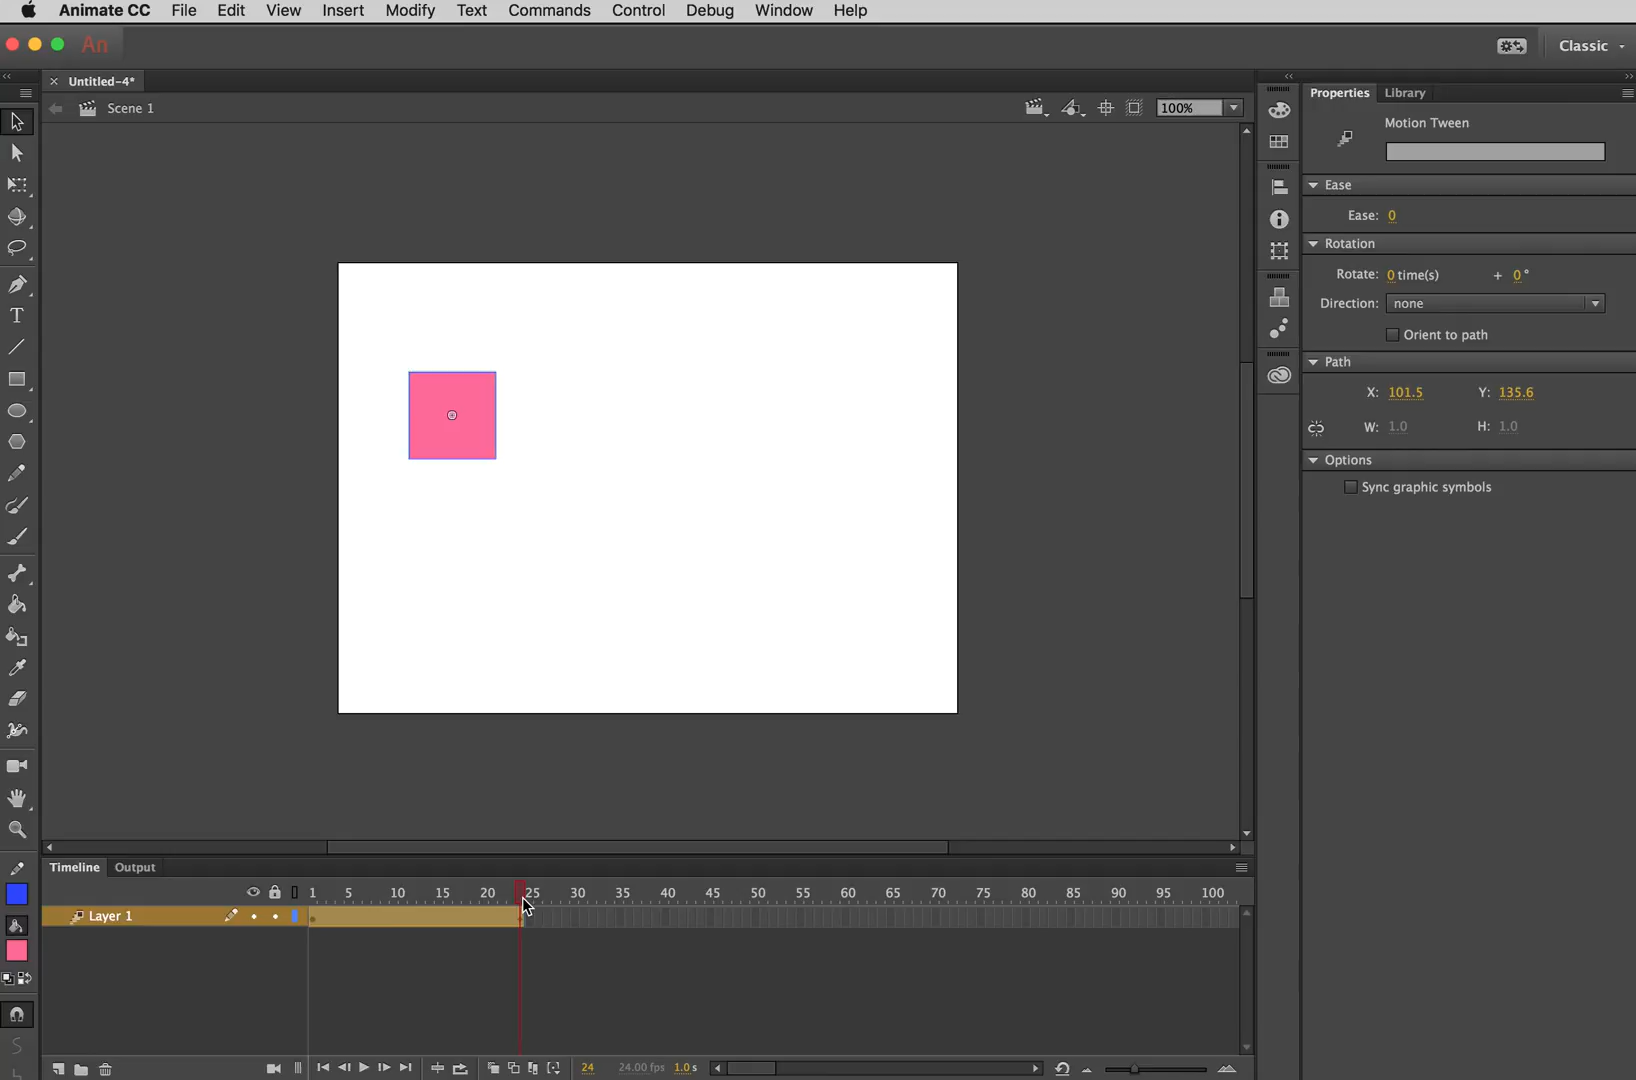 Animate CC File Edit View Insert Modify Text Commands Control Debug Window Help
An Classic
× Untitled-4*
Scene 1 100%
Properties Library
Motion Tween
Ease
Ease: 0
Rotation
Rotate: 0 time(s) + 0°
Direction: none
Orient to path
Path
X: 101.5 Y: 135.6
W: 1.0 H: 1.0
Options
Sync graphic symbols
Timeline Output
1 5 10 15 20 25 30 35 40 45 50 55 60 65 70 75 80 85 90 95 100
Layer 1
24 24.00 fps 1.0 s